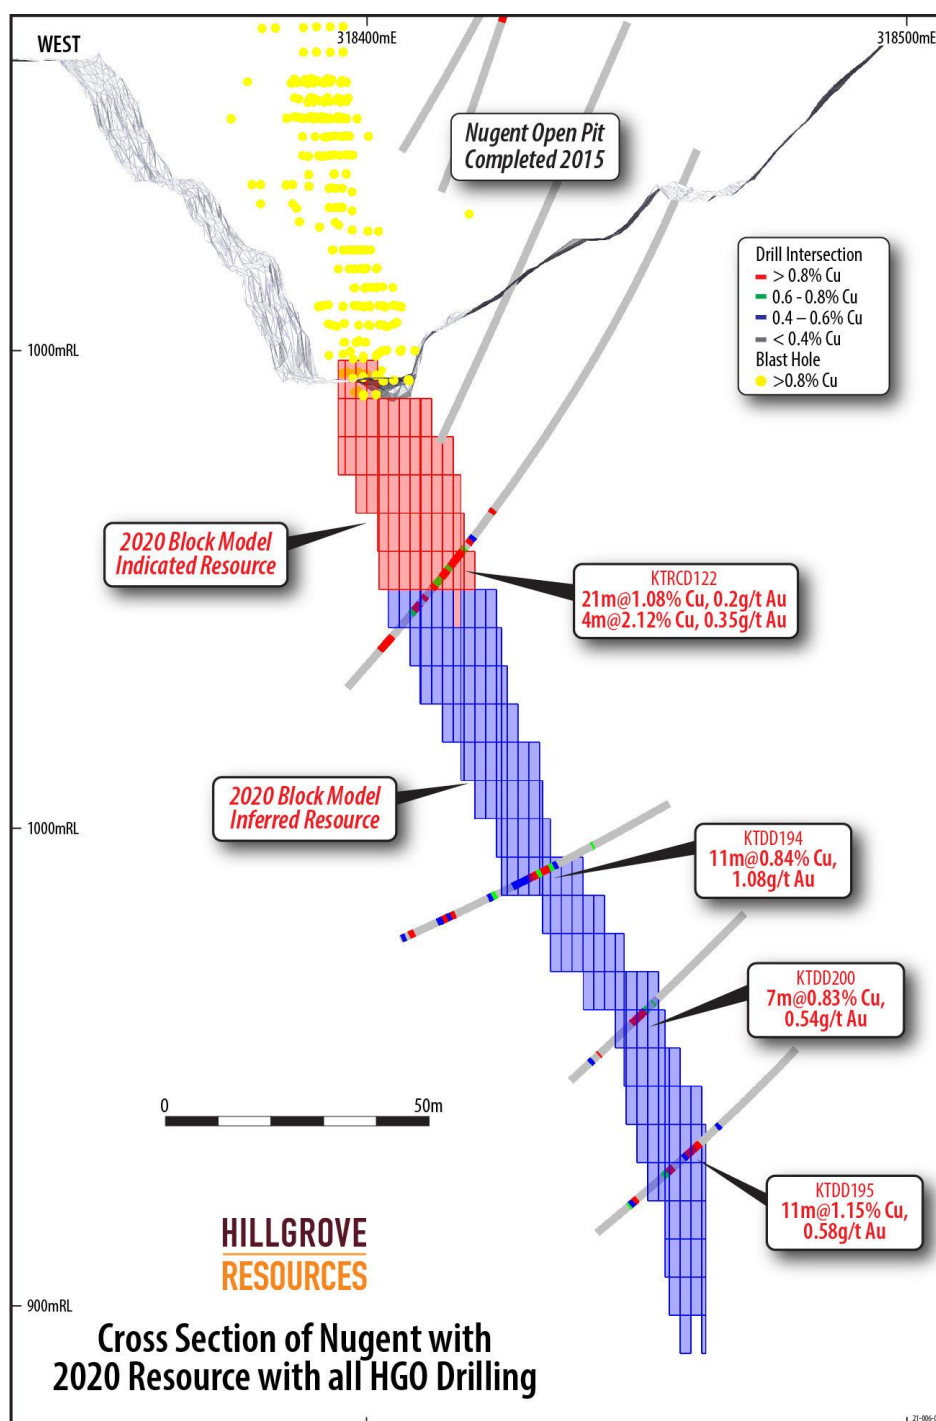 WEST
318400mE
318500mE
Nugent Open Pit
Completed 2015
Drill Intersection
> 0.8% Cu
0.6 - 0.8% Cu
0.4 – 0.6% Cu
< 0.4% Cu
Blast Hole
>0.8% Cu
1000mRL
2020 Block Model
Indicated Resource
KTRCD122
21m@1.08% Cu, 0.2g/t Au
4m@2.12% Cu, 0.35g/t Au
2020 Block Model
Inferred Resource
1000mRL
KTDD194
11m@0.84% Cu,
1.08g/t Au
KTDD200
7m@0.83% Cu,
0.54g/t Au
0
50m
KTDD195
11m@1.15% Cu,
0.58g/t Au
HILLGROVE
RESOURCES
900mRL
Cross Section of Nugent with
2020 Resource with all HGO Drilling